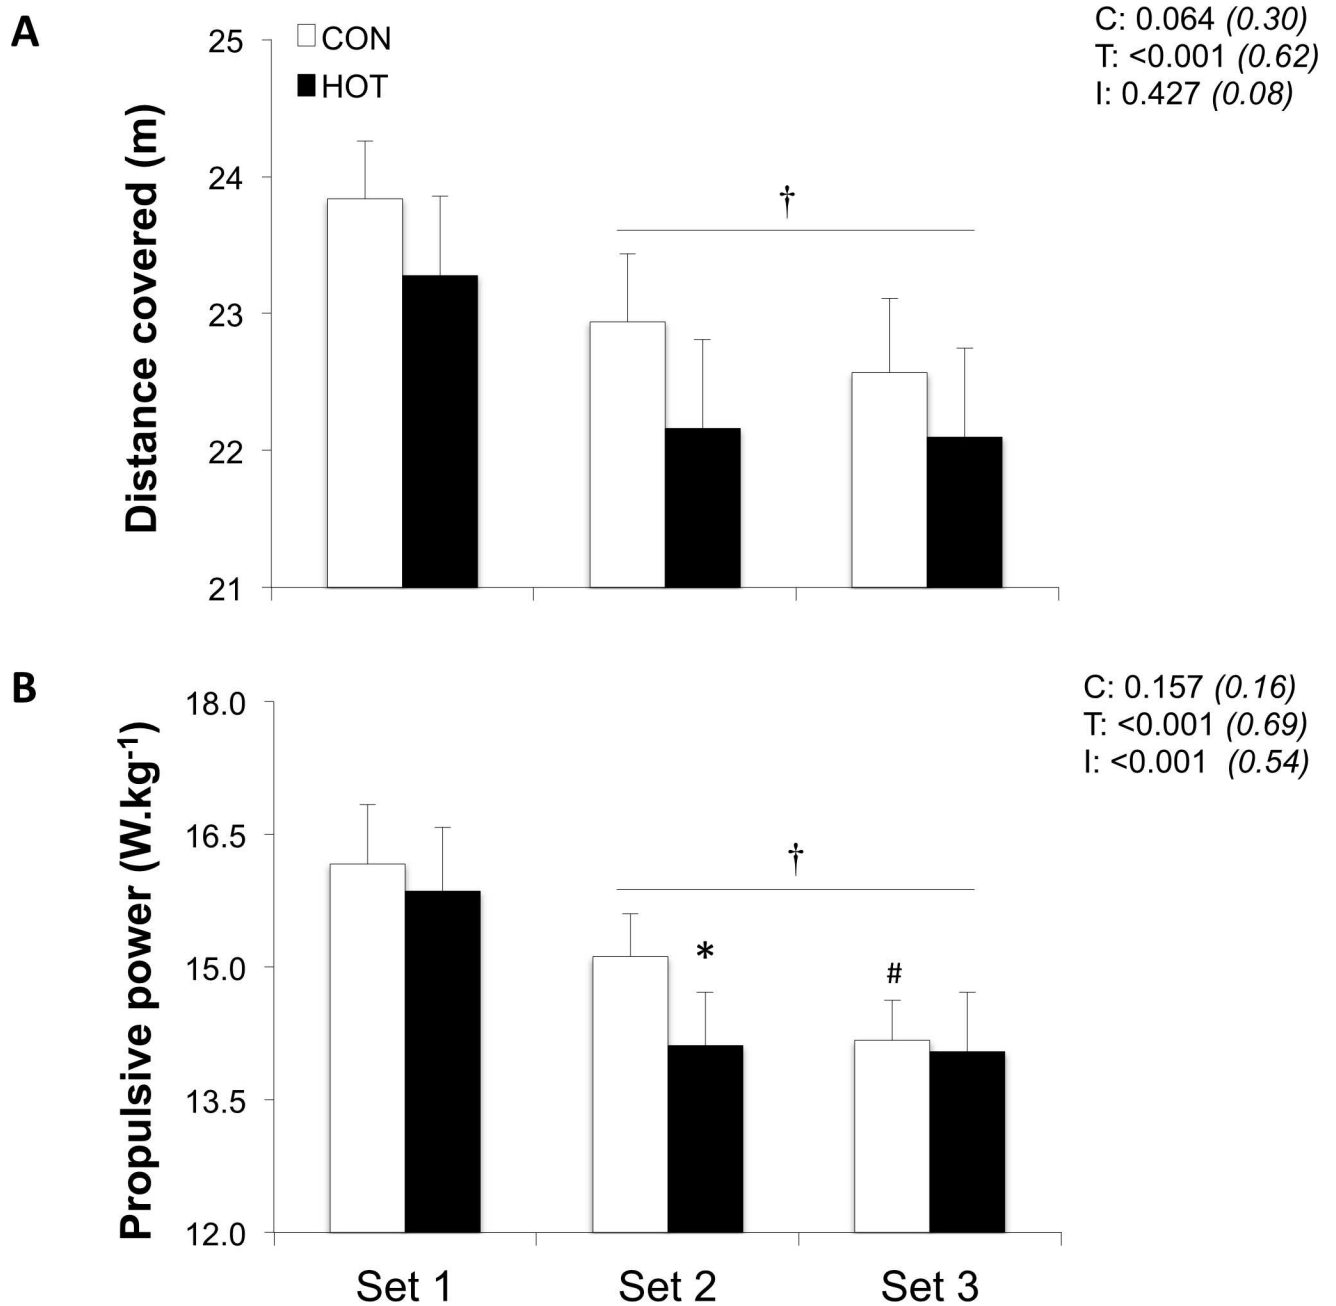 A
C: 0.064 (0.30)
T: <0.001 (0.62)
I: 0.427 (0.08)
CON
HOT
Distance covered (m)
25
24
†
23
22
21
B
C: 0.157 (0.16)
T: <0.001 (0.69)
I: <0.001 (0.54)
Propulsive power (W.kg⁻¹)
18.0
16.5
†
*
#
15.0
13.5
12.0
Set 1 Set 2 Set 3